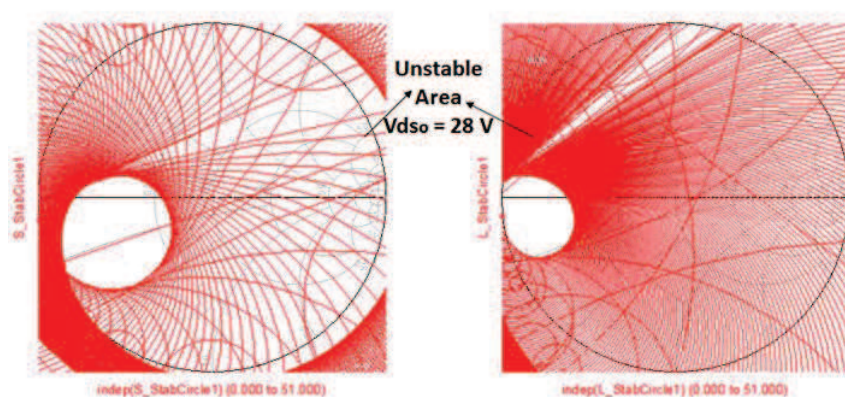 Unstable
Area
Vdso = 28 V
S_StabCircle1
L_StabCircle1
indep(S_StabCircle1) (0.000 to 51.000)
indep(L_StabCircle1) (0.000 to 51.000)